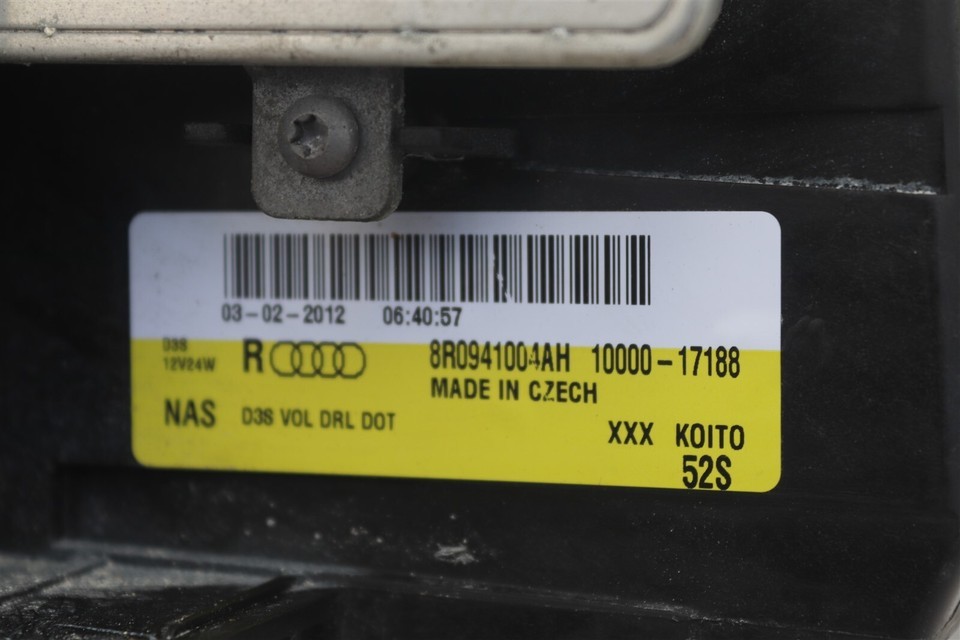 03-02-2012 06:40:57
D3S
12V24W
R 8R0941004AH 10000-17188
MADE IN CZECH
NAS D3S VOL DRL DOT
XXX KOITO
52S